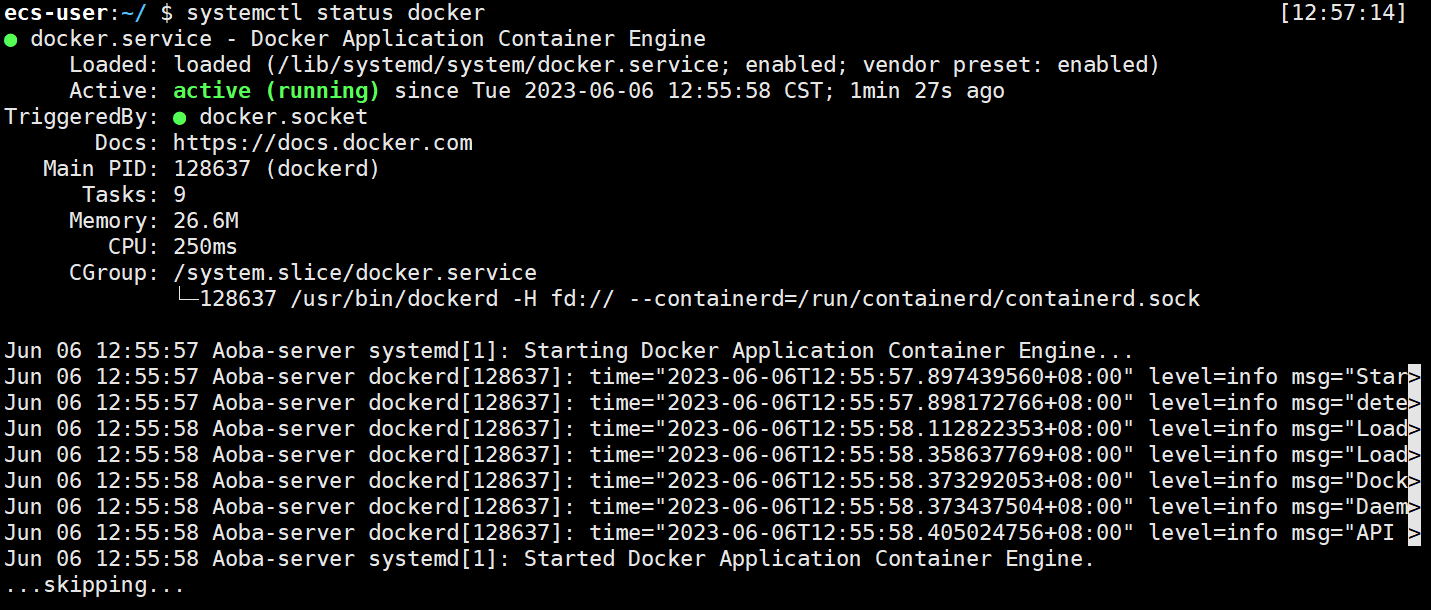 ecs-user:~/ $ systemctl status docker [12:57:14]
● docker.service - Docker Application Container Engine
Loaded: loaded (/lib/systemd/system/docker.service; enabled; vendor preset: enabled)
Active: active (running) since Tue 2023-06-06 12:55:58 CST; 1min 27s ago
TriggeredBy: ● docker.socket
Docs: https://docs.docker.com
Main PID: 128637 (dockerd)
Tasks: 9
Memory: 26.6M
CPU: 250ms
CGroup: /system.slice/docker.service
└─128637 /usr/bin/dockerd -H fd:// --containerd=/run/containerd/containerd.sock
Jun 06 12:55:57 Aoba-server systemd[1]: Starting Docker Application Container Engine...
Jun 06 12:55:57 Aoba-server dockerd[128637]: time="2023-06-06T12:55:57.897439560+08:00" level=info msg="Star>
Jun 06 12:55:57 Aoba-server dockerd[128637]: time="2023-06-06T12:55:57.898172766+08:00" level=info msg="dete>
Jun 06 12:55:58 Aoba-server dockerd[128637]: time="2023-06-06T12:55:58.112822353+08:00" level=info msg="Load>
Jun 06 12:55:58 Aoba-server dockerd[128637]: time="2023-06-06T12:55:58.358637769+08:00" level=info msg="Load>
Jun 06 12:55:58 Aoba-server dockerd[128637]: time="2023-06-06T12:55:58.373292053+08:00" level=info msg="Dock>
Jun 06 12:55:58 Aoba-server dockerd[128637]: time="2023-06-06T12:55:58.373437504+08:00" level=info msg="Daem>
Jun 06 12:55:58 Aoba-server dockerd[128637]: time="2023-06-06T12:55:58.405024756+08:00" level=info msg="API >
Jun 06 12:55:58 Aoba-server systemd[1]: Started Docker Application Container Engine.
...skipping...